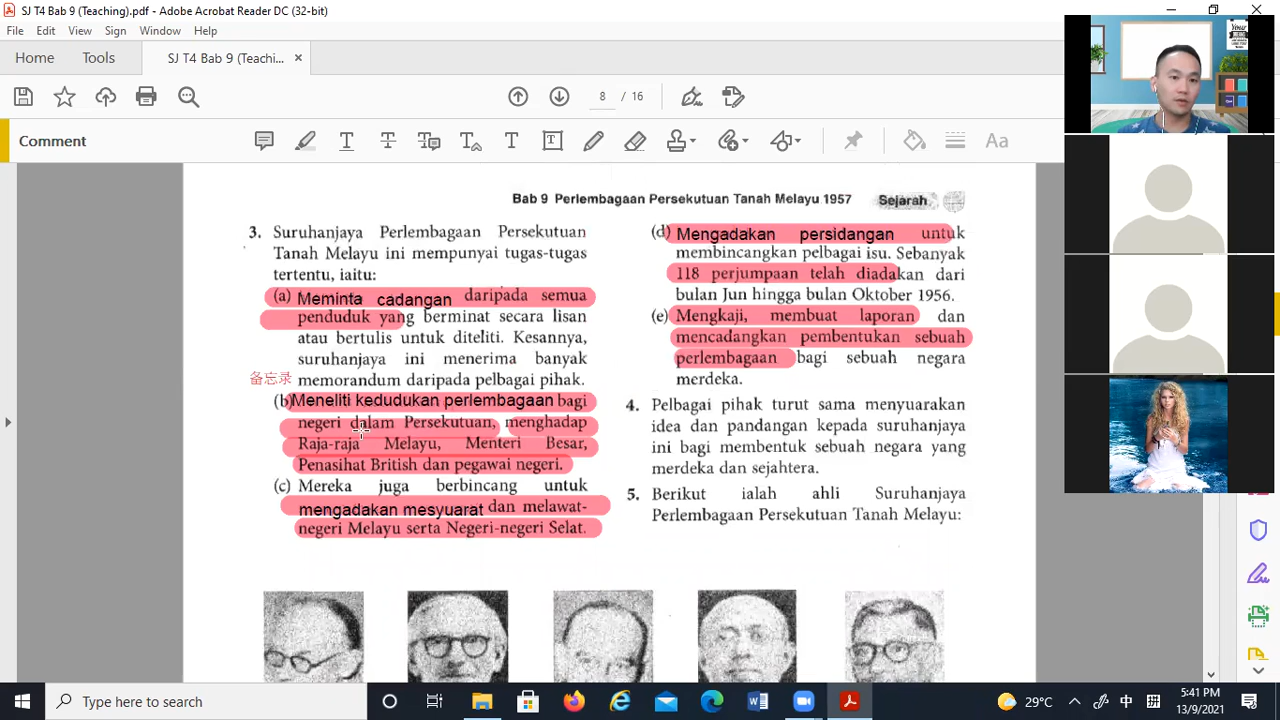 SJ T4 Bab 9 (Teaching).pdf - Adobe Acrobat Reader DC (32-bit)
File Edit View Sign Window Help
Home Tools SJ T4 Bab 9 (Teachi... ×
8 / 16
Comment
Aa
Bab 9 Perlembagaan Persekutuan Tanah Melayu 1957 Sejarah
3. Suruhanjaya Perlembagaan Persekutuan
Tanah Melayu ini mempunyai tugas-tugas
tertentu, iaitu:
(a) Meminta cadangan daripada semua
penduduk yang berminat secara lisan
atau bertulis untuk diteliti. Kesannya,
suruhanjaya ini menerima banyak
备忘录 memorandum daripada pelbagai pihak.
(b) Meneliti kedudukan perlembagaan bagi
negeri dalam Persekutuan, menghadap
Raja-raja Melayu, Menteri Besar,
Penasihat British dan pegawai negeri.
(c) Mereka juga berbincang untuk
mengadakan mesyuarat dan melawat-
negeri Melayu serta Negeri-negeri Selat.
(d) Mengadakan persidangan untuk
membincangkan pelbagai isu. Sebanyak
118 perjumpaan telah diadakan dari
bulan Jun hingga bulan Oktober 1956.
(e) Mengkaji, membuat laporan dan
mencadangkan pembentukan sebuah
perlembagaan bagi sebuah negara
merdeka.
4. Pelbagai pihak turut sama menyuarakan
idea dan pandangan kepada suruhanjaya
ini bagi membentuk sebuah negara yang
merdeka dan sejahtera.
5. Berikut ialah ahli Suruhanjaya
Perlembagaan Persekutuan Tanah Melayu:
Type here to search
29°C
中
拼
5:41 PM
13/9/2021